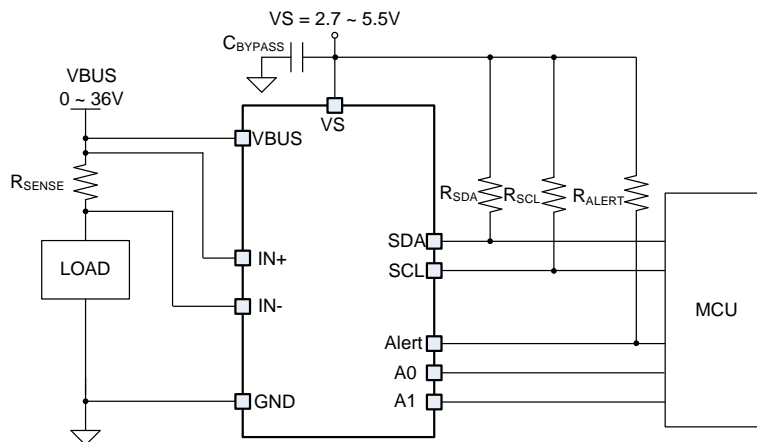 VS = 2.7 ~ 5.5V
CBYPASS
VBUS
0 ~ 36V
VS
VBUS
RSENSE
RSDA
RSCL
RALERT
SDA
IN+
LOAD
SCL
IN-
MCU
Alert
A0
GND
A1